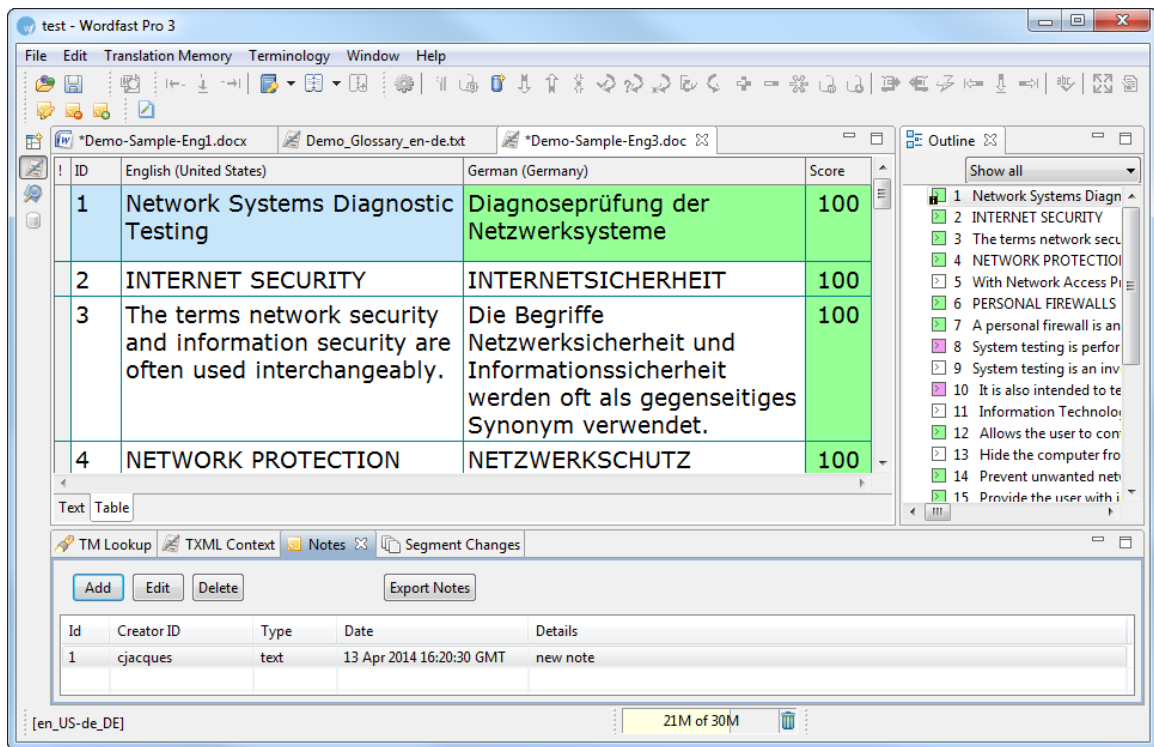 test - Wordfast Pro 3
File Edit Translation Memory Terminology Window Help
*Demo-Sample-Eng1.docx Demo_Glossary_en-de.txt *Demo-Sample-Eng3.doc
! ID English (United States) German (Germany) Score
1 Network Systems Diagnostic Diagnoseprüfung der 100
Testing Netzwerksysteme
2 INTERNET SECURITY INTERNETSICHERHEIT 100
3 The terms network security Die Begriffe 100
and information security are Netzwerksicherheit und
often used interchangeably. Informationssicherheit
werden oft als gegenseitiges
Synonym verwendet.
4 NETWORK PROTECTION NETZWERKSCHUTZ 100
Text Table
Outline
Show all
1 Network Systems Diagn
2 INTERNET SECURITY
3 The terms network secu
4 NETWORK PROTECTIO
5 With Network Access Pr
6 PERSONAL FIREWALLS
7 A personal firewall is an
8 System testing is perfor
9 System testing is an inv
10 It is also intended to te
11 Information Technolo
12 Allows the user to con
13 Hide the computer fro
14 Prevent unwanted net
15 Provide the user with i
TM Lookup TXML Context Notes Segment Changes
Add Edit Delete Export Notes
Id Creator ID Type Date Details
1 cjacques text 13 Apr 2014 16:20:30 GMT new note
[en_US-de_DE] 21M of 30M